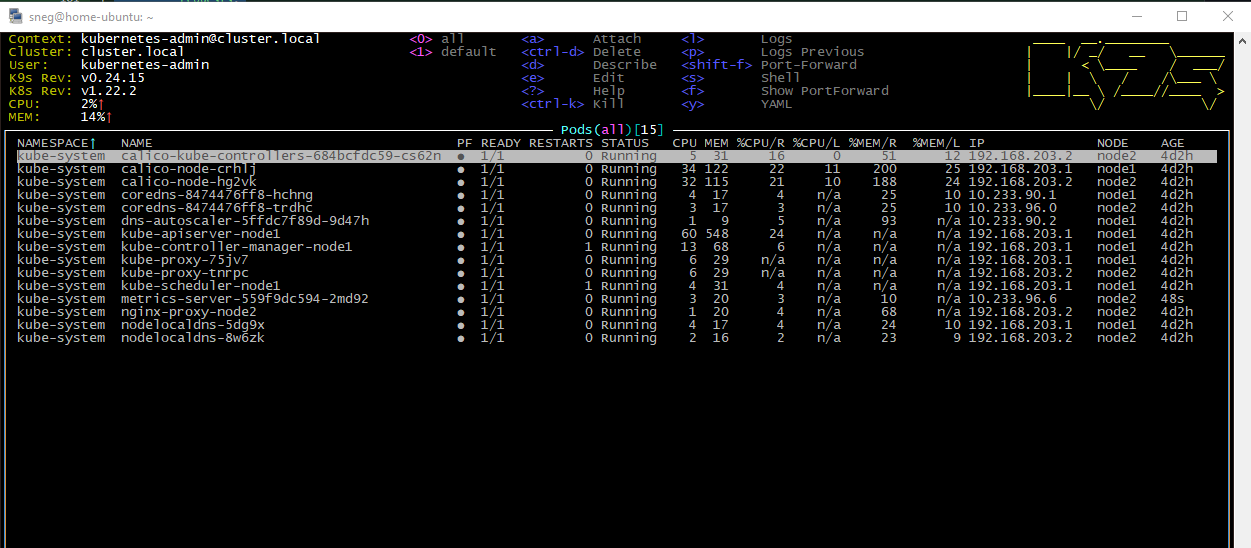 sneg@home-ubuntu: ~
Context: kubernetes-admin@cluster.local <0> all <a> Attach <l> Logs
Cluster: cluster.local <1> default <ctrl-d> Delete <p> Logs Previous
User: kubernetes-admin <d> Describe <shift-f> Port-Forward
K9s Rev: v0.24.15 <e> Edit <s> Shell
K8s Rev: v1.22.2 <?> Help <f> Show PortForward
CPU: 2%↑ <ctrl-k> Kill <y> YAML
MEM: 14%↑
Pods(all)[15]
NAMESPACE↑ NAME PF READY RESTARTS STATUS CPU MEM %CPU/R %CPU/L %MEM/R %MEM/L IP NODE AGE
kube-system calico-kube-controllers-684bcfdc59-cs62n ● 1/1 0 Running 5 31 16 0 51 12 192.168.203.2 node2 4d2h
kube-system calico-node-crhlj ● 1/1 0 Running 34 122 22 11 200 25 192.168.203.1 node1 4d2h
kube-system calico-node-hg2vk ● 1/1 0 Running 32 115 21 10 188 24 192.168.203.2 node2 4d2h
kube-system coredns-8474476ff8-hchng ● 1/1 0 Running 4 17 4 n/a 25 10 10.233.90.1 node1 4d2h
kube-system coredns-8474476ff8-trdhc ● 1/1 0 Running 3 17 3 n/a 25 10 10.233.96.0 node2 4d2h
kube-system dns-autoscaler-5ffdc7f89d-9d47h ● 1/1 0 Running 1 9 5 n/a 93 n/a 10.233.90.2 node1 4d2h
kube-system kube-apiserver-node1 ● 1/1 0 Running 60 548 24 n/a n/a n/a 192.168.203.1 node1 4d2h
kube-system kube-controller-manager-node1 ● 1/1 1 Running 13 68 6 n/a n/a n/a 192.168.203.1 node1 4d2h
kube-system kube-proxy-75jv7 ● 1/1 0 Running 6 29 n/a n/a n/a n/a 192.168.203.1 node1 4d2h
kube-system kube-proxy-tnrpc ● 1/1 0 Running 6 29 n/a n/a n/a n/a 192.168.203.2 node2 4d2h
kube-system kube-scheduler-node1 ● 1/1 1 Running 4 31 4 n/a n/a n/a 192.168.203.1 node1 4d2h
kube-system metrics-server-559f9dc594-2md92 ● 1/1 0 Running 3 20 3 n/a 10 n/a 10.233.96.6 node2 48s
kube-system nginx-proxy-node2 ● 1/1 0 Running 1 20 4 n/a 68 n/a 192.168.203.2 node2 4d2h
kube-system nodelocaldns-5dg9x ● 1/1 0 Running 4 17 4 n/a 24 10 192.168.203.1 node1 4d2h
kube-system nodelocaldns-8w6zk ● 1/1 0 Running 2 16 2 n/a 23 9 192.168.203.2 node2 4d2h